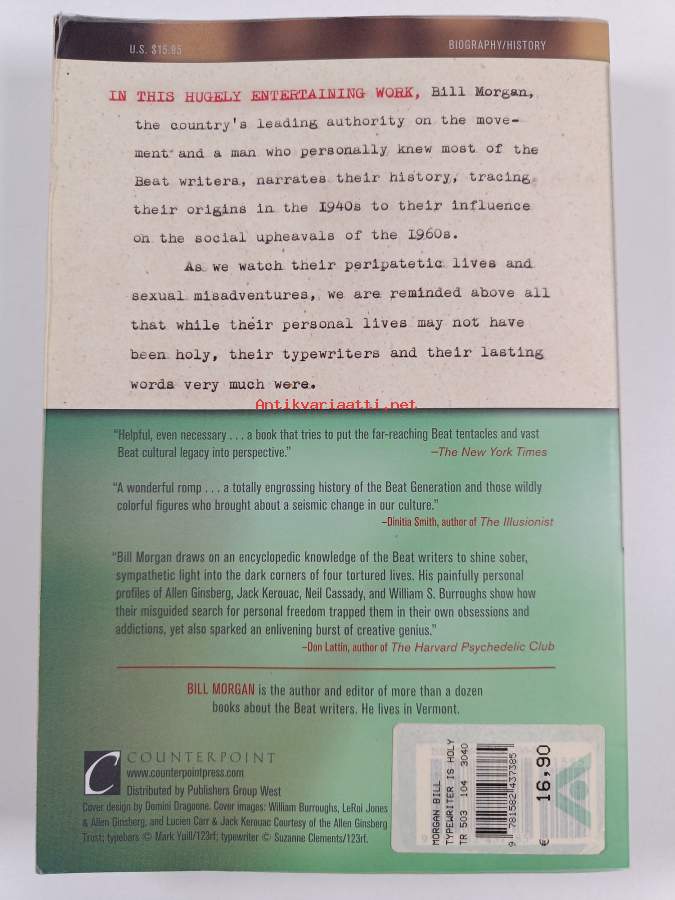 U.S. $15.95
BIOGRAPHY/HISTORY
IN THIS HUGELY ENTERTAINING WORK, Bill Morgan,
the country's leading authority on the move-
ment and a man who personally knew most of the
Beat writers, narrates their history, tracing
their origins in the 1940s to their influence
on the social upheavals of the 1960s.
As we watch their peripatetic lives and
sexual misadventures, we are reminded above all
that while their personal lives may not have
been holy, their typewriters and their lasting
words very much were.
Antikvariaatti.net
“Helpful, even necessary . . . a book that tries to put the far-reaching Beat tentacles and vast
Beat cultural legacy into perspective.” –The New York Times
“A wonderful romp . . . a totally engrossing history of the Beat Generation and those wildly
colorful figures who brought about a seismic change in our culture.”
–Dinitia Smith, author of The Illusionist
“Bill Morgan draws on an encyclopedic knowledge of the Beat writers to shine sober,
sympathetic light into the dark corners of four tortured lives. His painfully personal
profiles of Allen Ginsberg, Jack Kerouac, Neil Cassady, and William S. Burroughs show how
their misguided search for personal freedom trapped them in their own obsessions and
addictions, yet also sparked an enlivening burst of creative genius.”
–Don Lattin, author of The Harvard Psychedelic Club
BILL MORGAN is the author and editor of more than a dozen
books about the Beat writers. He lives in Vermont.
C COUNTERPOINT
www.counterpointpress.com
Distributed by Publishers Group West
Cover design by Domini Dragoone. Cover images: William Burroughs, LeRoi Jones
& Allen Ginsberg, and Lucien Carr & Jack Kerouac Courtesy of the Allen Ginsberg
Trust; typebars © Mark Yuill/123rf; typewriter © Suzanne Clements/123rf.
MORGAN BILL
TYPEWRITER IS HOLY
TR 503 104 3040
9 781582 437385
€ 16,90